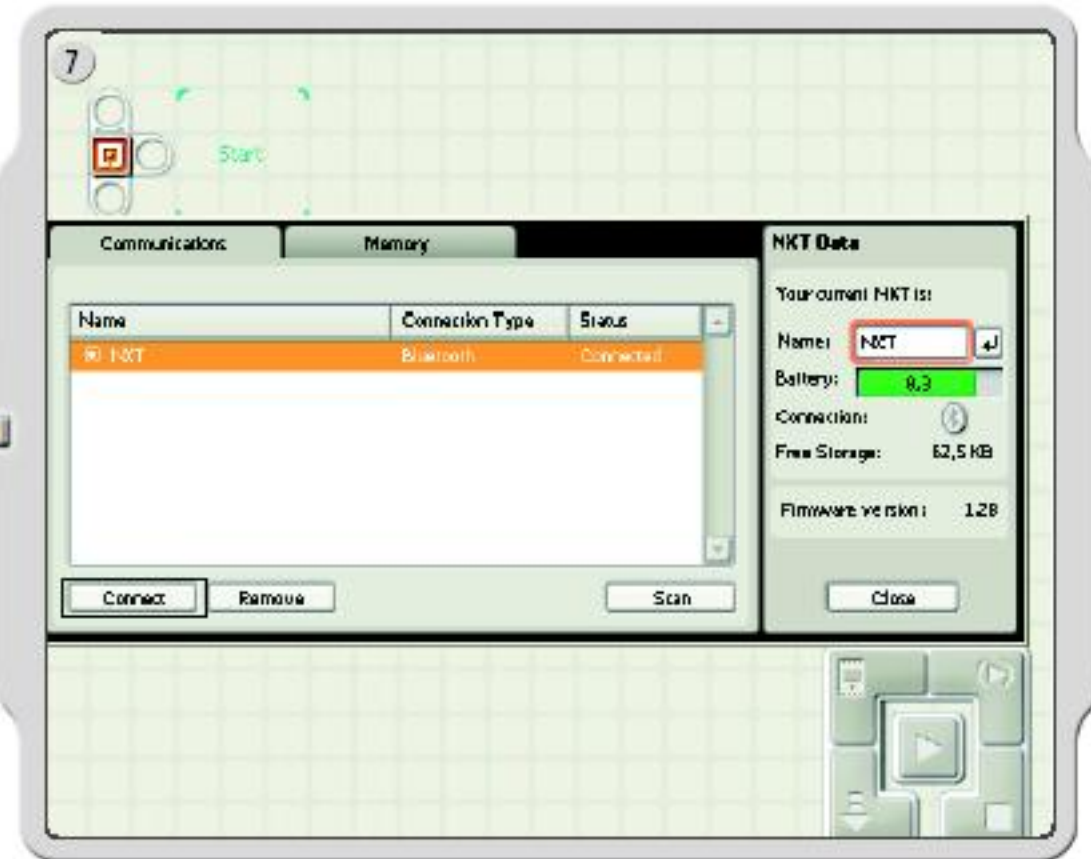 7
Start
Communications
Memory
Name
Connection Type
Status
NXT
Bluetooth
Connected
Connect
Remove
Scan
NXT Data
Your current NXT is:
Name: NXT
Battery: 8.3
Connection:
Free Storage: 62,5 KB
Firmware version: 1.28
Close